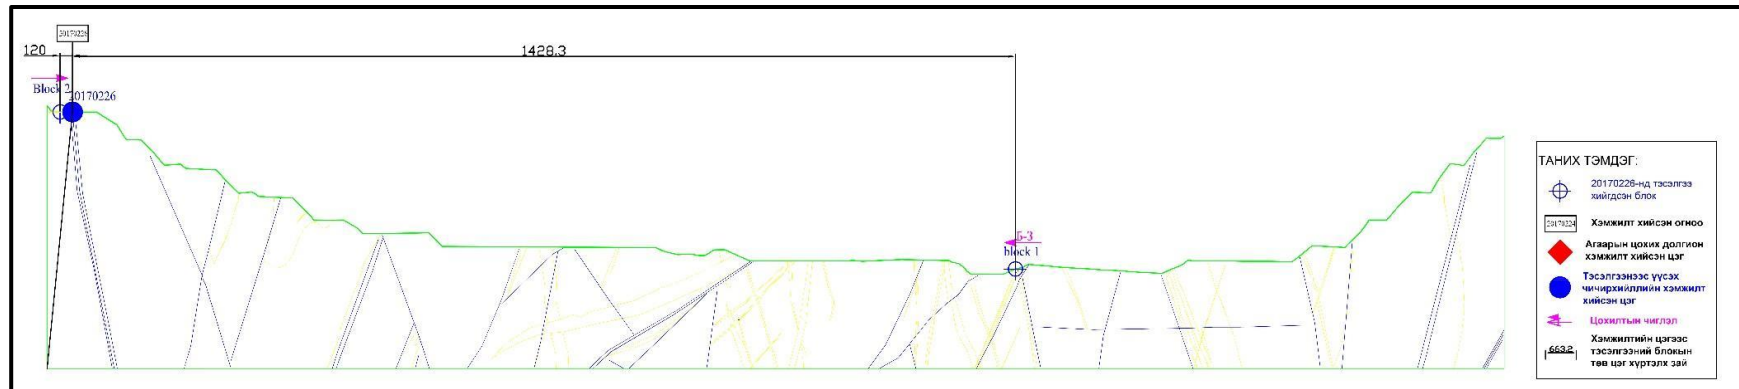 20170226
120
1428.3
Block 2
20170226
5-3
block 1
ТАНИХ ТЭМДЭГ:
20170226-нд тэсэлгээ
хийгдсэн блок
20170224
Хэмжилт хийсэн огноо
Агаарын цохих долгион
хэмжилт хийсэн цэг
Тэсэлгээнээс үүсэх
чичирхийллийн хэмжилт
хийсэн цэг
Цохилтын чиглэл
663.2
Хэмжилтийн цэгээс
тэсэлгээний блокын
төв цэг хүртэлх зай